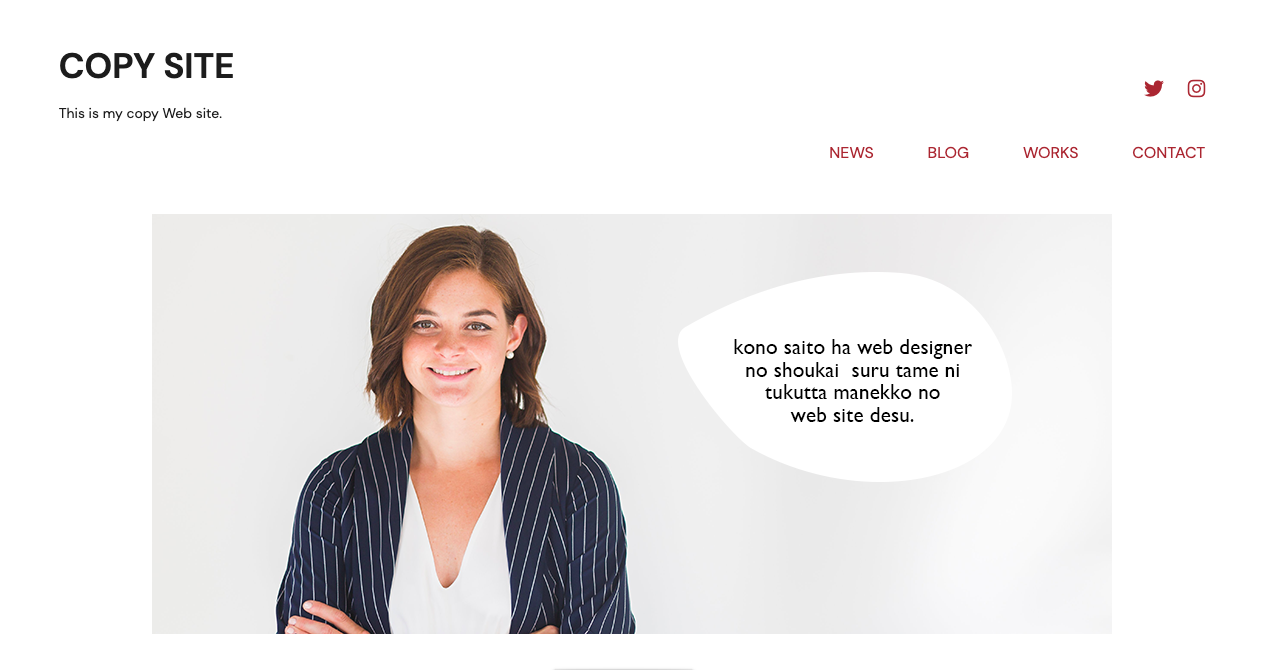 COPY SITE
This is my copy Web site.
NEWS BLOG WORKS CONTACT
kono saito ha web designer
no shoukai suru tame ni
tukutta manekko no
web site desu.